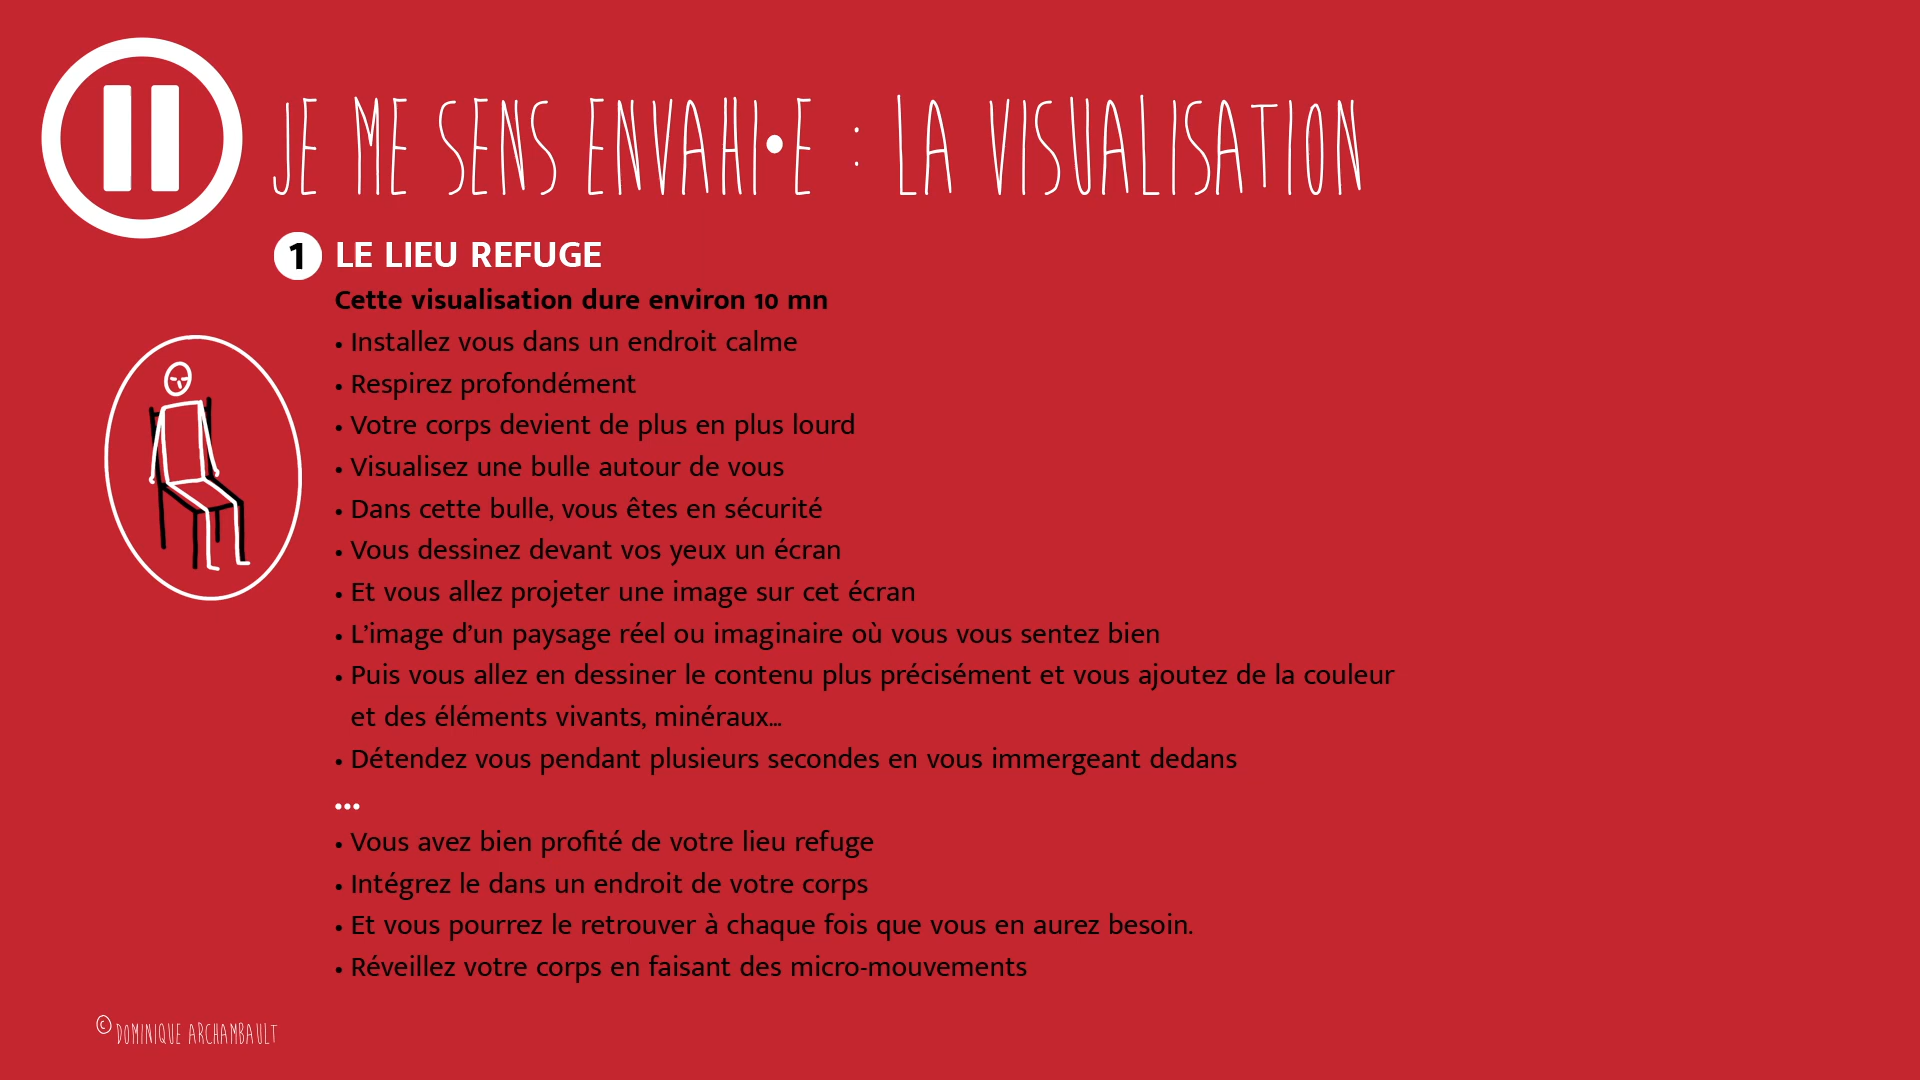 JE ME SENS ENVAHI•E : LA VISUALISATION
1 LE LIEU REFUGE
Cette visualisation dure environ 10 mn
• Installez vous dans un endroit calme
• Respirez profondément
• Votre corps devient de plus en plus lourd
• Visualisez une bulle autour de vous
• Dans cette bulle, vous êtes en sécurité
• Vous dessinez devant vos yeux un écran
• Et vous allez projeter une image sur cet écran
• L’image d’un paysage réel ou imaginaire où vous vous sentez bien
• Puis vous allez en dessiner le contenu plus précisément et vous ajoutez de la couleur
et des éléments vivants, minéraux...
• Détendez vous pendant plusieurs secondes en vous immergeant dedans
...
• Vous avez bien profité de votre lieu refuge
• Intégrez le dans un endroit de votre corps
• Et vous pourrez le retrouver à chaque fois que vous en aurez besoin.
• Réveillez votre corps en faisant des micro-mouvements
© DOMINIQUE ARCHAMBAULT